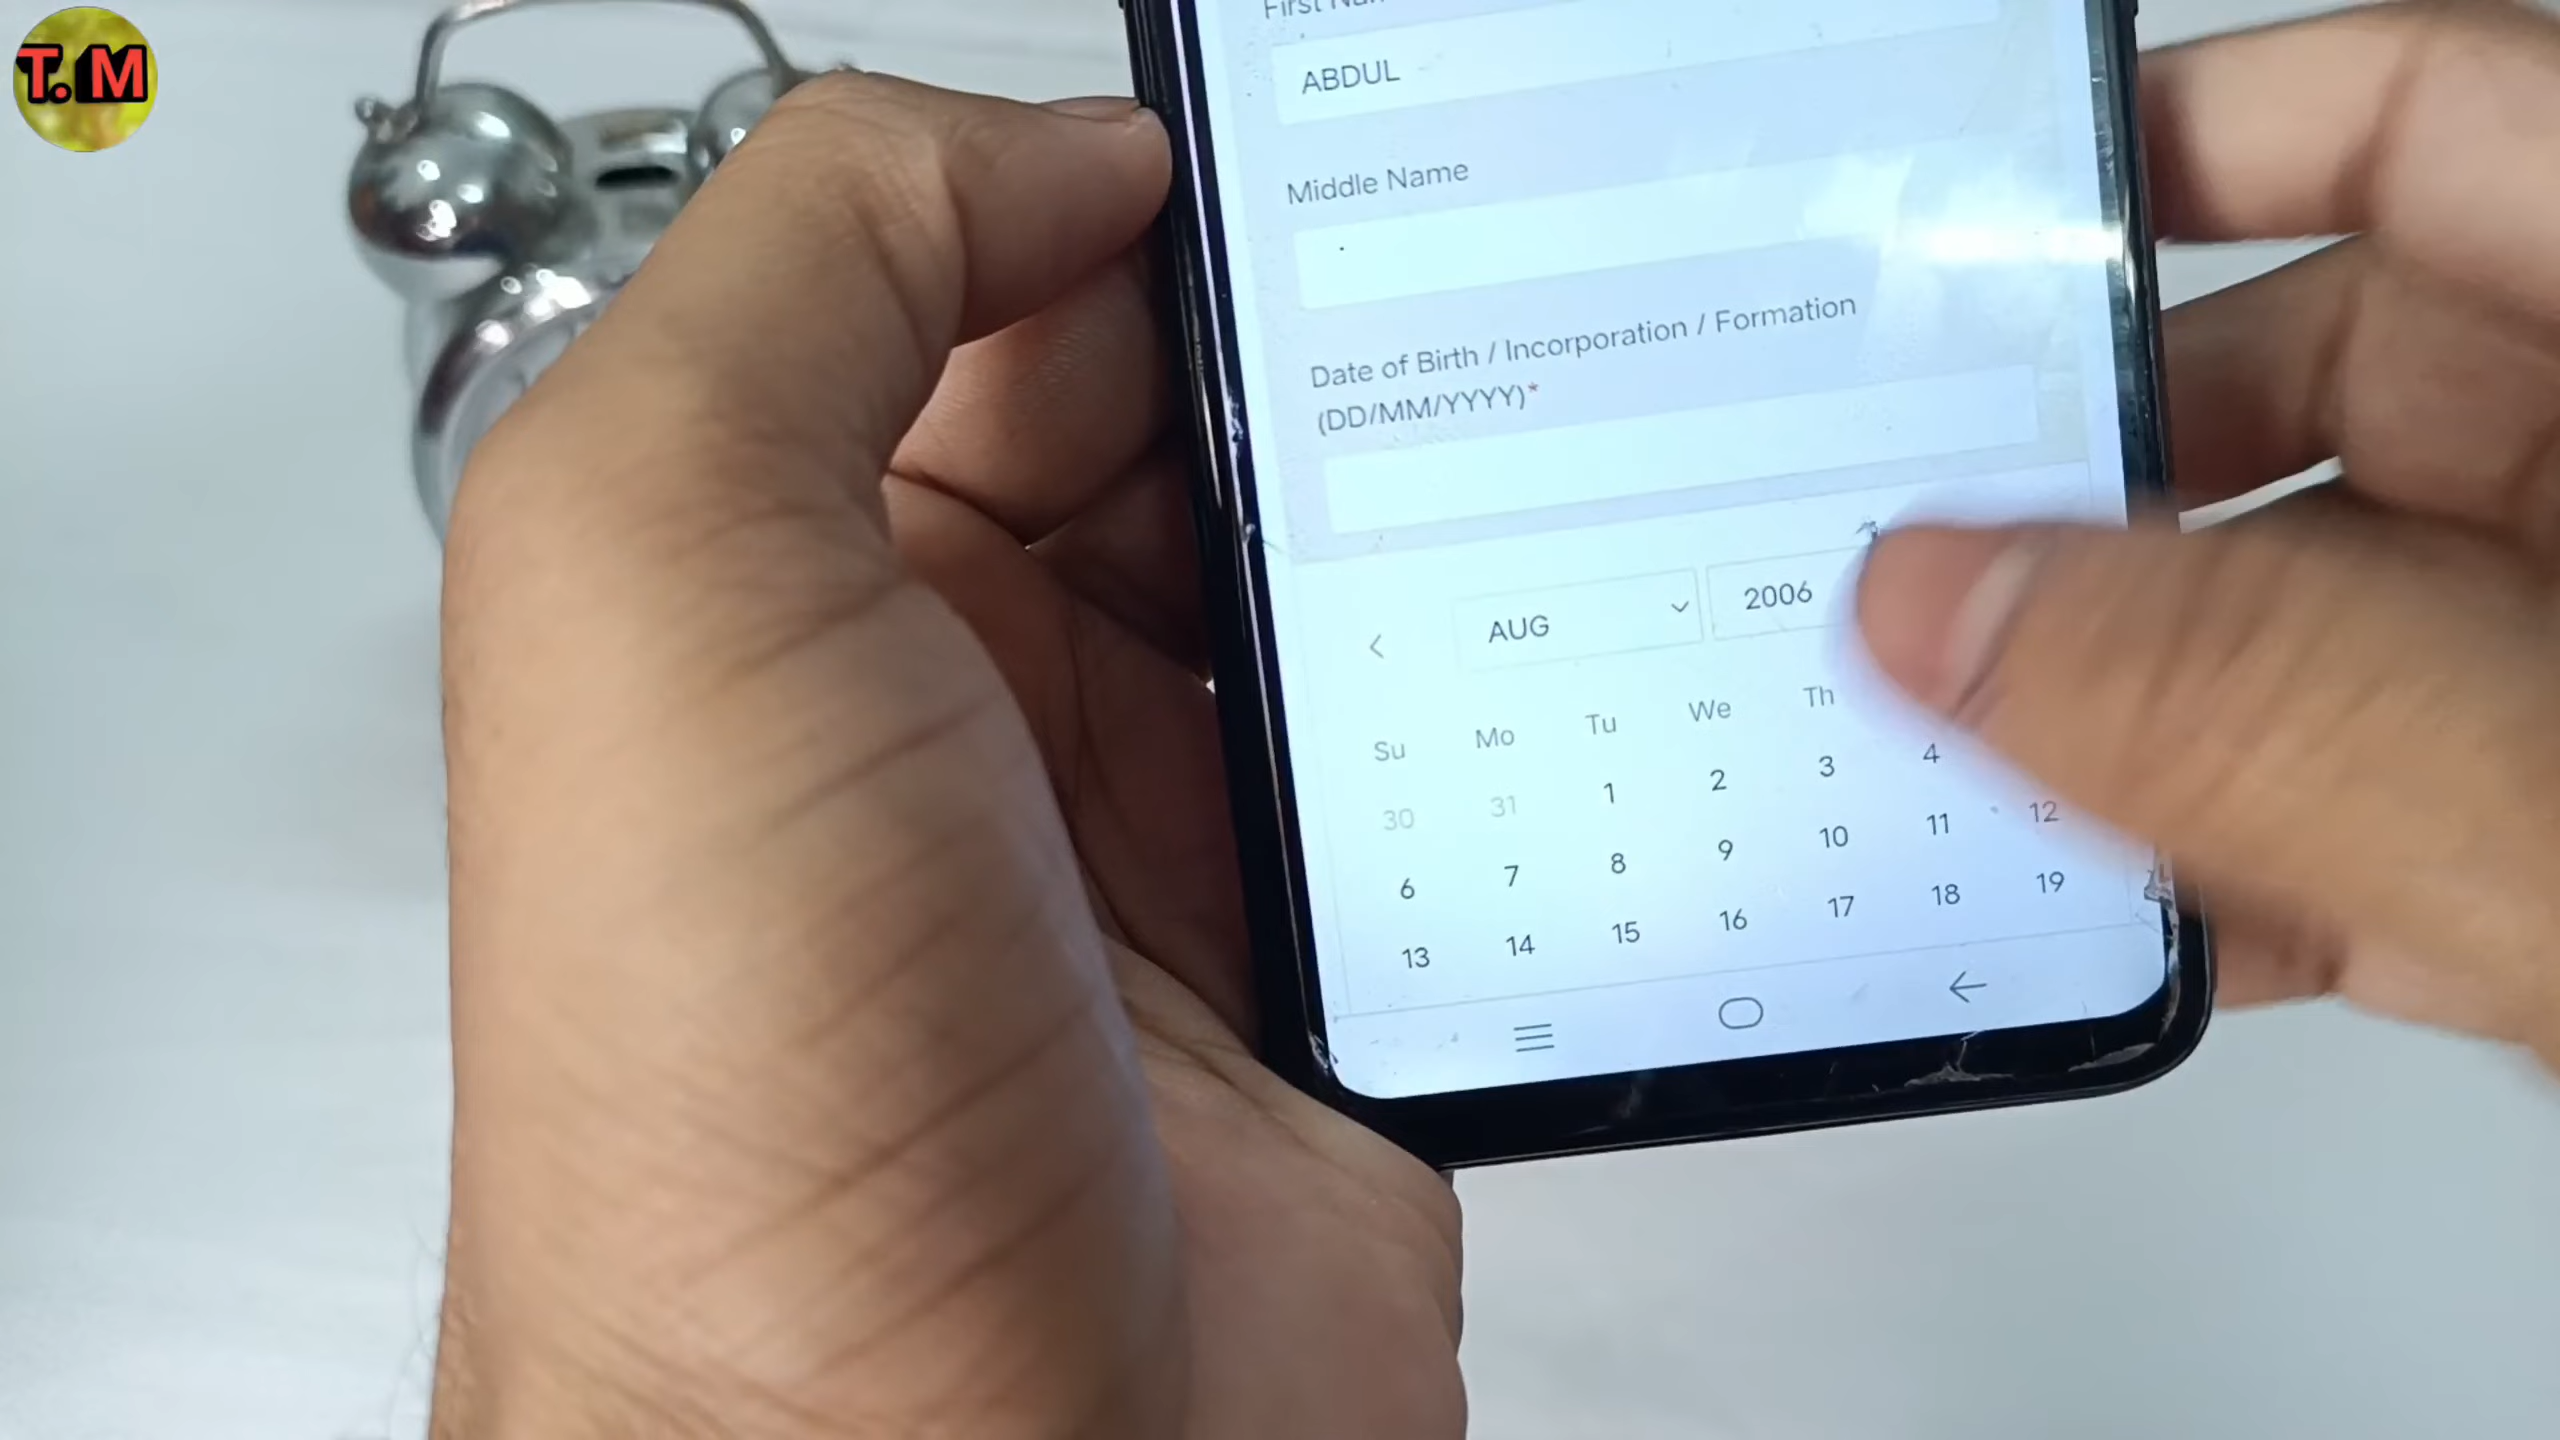 T. M
First Nam
ABDUL
Middle Name
Date of Birth / Incorporation / Formation
(DD/MM/YYYY)*
AUG 2006
Su Mo Tu We Th
30 31 1 2 3 4
6 7 8 9 10 11 12
13 14 15 16 17 18 19